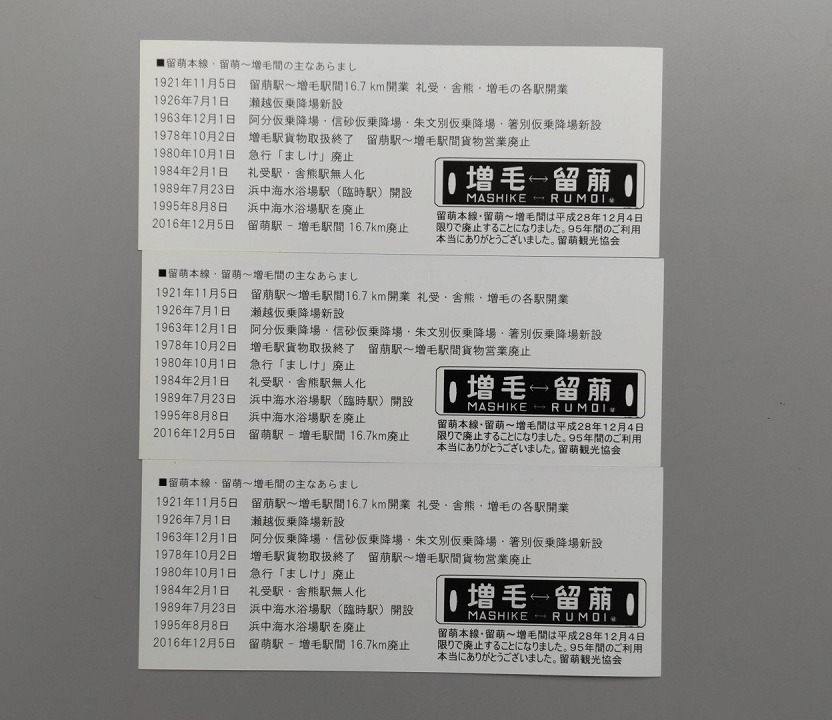 ■留萌本線・留萌～増毛間の主なあらまし
1921年11月5日　留萌駅～増毛駅間16.7 km開業 礼受・舎熊・増毛の各駅開業
1926年7月1日　瀬越仮乗降場新設
1963年12月1日　阿分仮乗降場・信砂仮乗降場・朱文別仮乗降場・箸別仮乗降場新設
1978年10月2日　増毛駅貨物取扱終了　留萌駅～増毛駅間貨物営業廃止
1980年10月1日　急行「ましけ」廃止
1984年2月1日　礼受駅・舎熊駅無人化
1989年7月23日　浜中海水浴場駅（臨時駅）開設
1995年8月8日　浜中海水浴場駅を廃止
2016年12月5日　留萌駅 － 増毛駅間 16.7km廃止
増毛↔留萠
MASHIKE ↔ RUMOI
留萌本線・留萌～増毛間は平成28年12月4日
限りで廃止することになりました。95年間のご利用
本当にありがとうございました。留萌観光協会
■留萌本線・留萌～増毛間の主なあらまし
1921年11月5日　留萌駅～増毛駅間16.7 km開業 礼受・舎熊・増毛の各駅開業
1926年7月1日　瀬越仮乗降場新設
1963年12月1日　阿分仮乗降場・信砂仮乗降場・朱文別仮乗降場・箸別仮乗降場新設
1978年10月2日　増毛駅貨物取扱終了　留萌駅～増毛駅間貨物営業廃止
1980年10月1日　急行「ましけ」廃止
1984年2月1日　礼受駅・舎熊駅無人化
1989年7月23日　浜中海水浴場駅（臨時駅）開設
1995年8月8日　浜中海水浴場駅を廃止
2016年12月5日　留萌駅 － 増毛駅間 16.7km廃止
増毛↔留萠
MASHIKE ↔ RUMOI
留萌本線・留萌～増毛間は平成28年12月4日
限りで廃止することになりました。95年間のご利用
本当にありがとうございました。留萌観光協会
■留萌本線・留萌～増毛間の主なあらまし
1921年11月5日　留萌駅～増毛駅間16.7 km開業 礼受・舎熊・増毛の各駅開業
1926年7月1日　瀬越仮乗降場新設
1963年12月1日　阿分仮乗降場・信砂仮乗降場・朱文別仮乗降場・箸別仮乗降場新設
1978年10月2日　増毛駅貨物取扱終了　留萌駅～増毛駅間貨物営業廃止
1980年10月1日　急行「ましけ」廃止
1984年2月1日　礼受駅・舎熊駅無人化
1989年7月23日　浜中海水浴場駅（臨時駅）開設
1995年8月8日　浜中海水浴場駅を廃止
2016年12月5日　留萌駅 － 増毛駅間 16.7km廃止
増毛↔留萠
MASHIKE ↔ RUMOI
留萌本線・留萌～増毛間は平成28年12月4日
限りで廃止することになりました。95年間のご利用
本当にありがとうございました。留萌観光協会